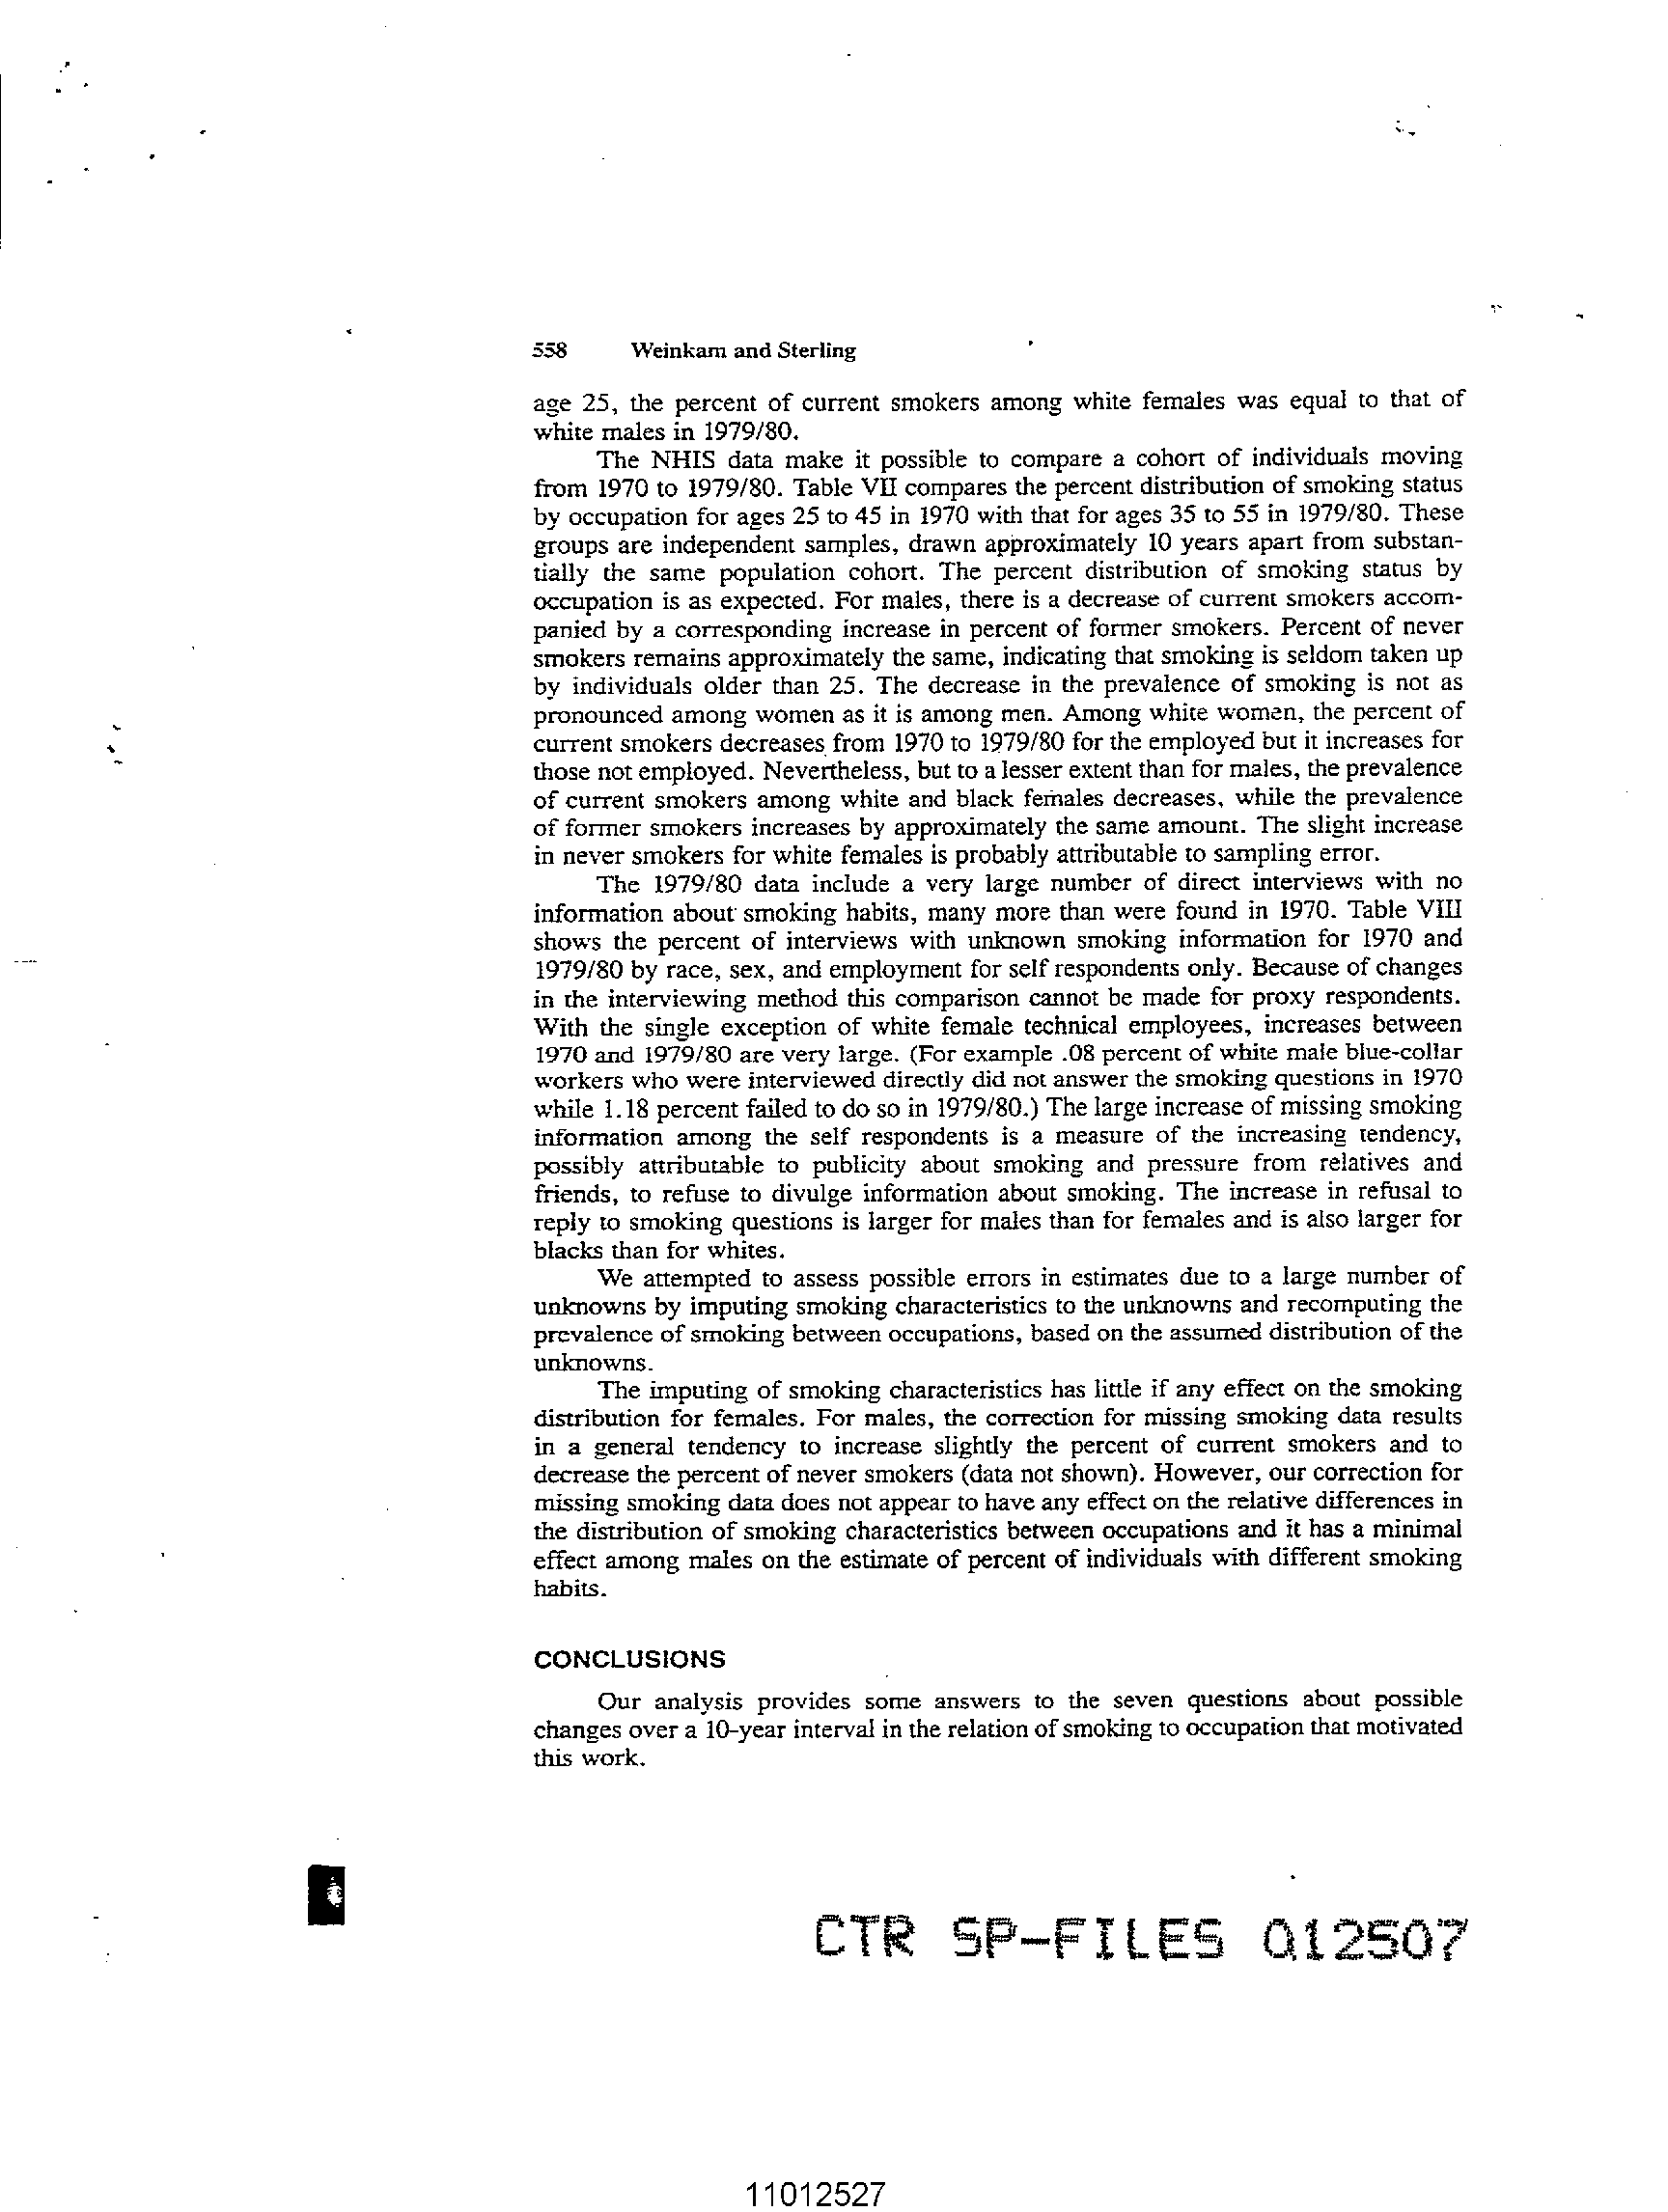 558 Weinkam and Sterling
age 25, the percent of current smokers among white females was equal to that of
white males in 1979/80.
The NHIS data make it possible to compare a cohort of individuals moving
from 1970 to 1979/80. Table VII compares the percent distribution of smoking status
by occupation for ages 25 to 45 in 1970 with that for ages 35 to 55 in 1979/80. These
groups are independent samples, drawn approximately 10 years apart from substan-
tially the same population cohort. The percent distribution of smoking status by
occupation is as expected. For males, there is a decrease of current smokers accom-
panied by a corresponding increase in percent of former smokers. Percent of never
smokers remains approximately the same, indicating that smoking is seldom taken up
by individuals older than 25. The decrease in the prevalence of smoking is not as
pronounced among women as it is among men. Among white women, the percent of
current smokers decreases from 1970 to 1979/80 for the employed but it increases for
those not employed. Nevertheless, but to a lesser extent than for males, the prevalence
of current smokers among white and black females decreases, while the prevalence
of former smokers increases by approximately the same amount. The slight increase
in never smokers for white females is probably attributable to sampling error.
The 1979/80 data include a very large number of direct interviews with no
information about smoking habits, many more than were found in 1970. Table VIII
shows the percent of interviews with unknown smoking information for 1970 and
1979/80 by race, sex, and employment for self respondents only. Because of changes
in the interviewing method this comparison cannot be made for proxy respondents.
With the single exception of white female technical employees, increases between
1970 and 1979/80 are very large. (For example .08 percent of white male blue-collar
workers who were interviewed directly did not answer the smoking questions in 1970
while 1.18 percent failed to do so in 1979/80.) The large increase of missing smoking
information among the self respondents is a measure of the increasing tendency,
possibly attributable to publicity about smoking and pressure from relatives and
friends, to refuse to divulge information about smoking. The increase in refusal to
reply to smoking questions is larger for males than for females and is also larger for
blacks than for whites.
We attempted to assess possible errors in estimates due to a large number of
unknowns by imputing smoking characteristics to the unknowns and recomputing the
prevalence of smoking between occupations, based on the assumed distribution of the
unknowns.
The imputing of smoking characteristics has little if any effect on the smoking
distribution for females. For males, the correction for missing smoking data results
in a general tendency to increase slightly the percent of current smokers and to
decrease the percent of never smokers (data not shown). However, our correction for
missing smoking data does not appear to have any effect on the relative differences in
the distribution of smoking characteristics between occupations and it has a minimal
effect among males on the estimate of percent of individuals with different smoking
habits.
CONCLUSIONS
Our analysis provides some answers to the seven questions about possible
changes over a 10-year interval in the relation of smoking to occupation that motivated
this work.
CTR SP-FILES 012507
11012527